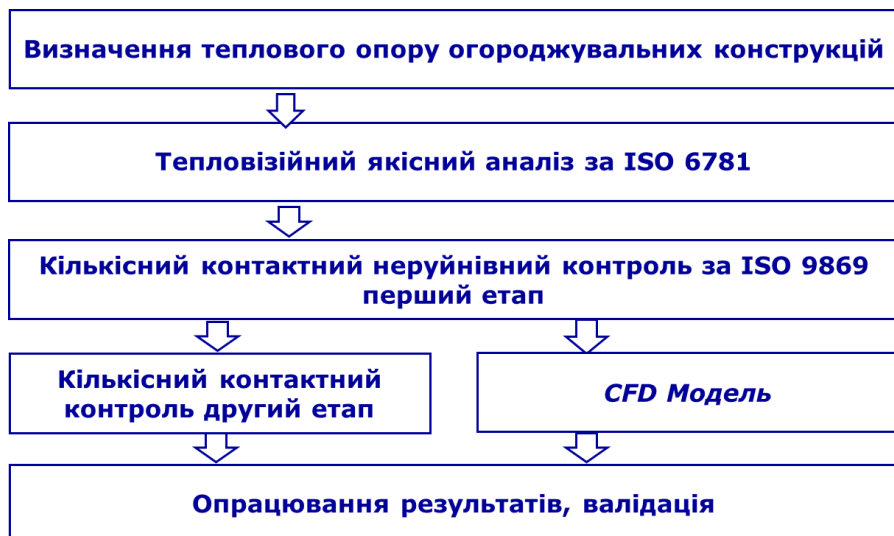 Визначення теплового опору огороджувальних конструкцій
Тепловізійний якісний аналіз за ISO 6781
Кількісний контактний неруйнівний контроль за ISO 9869
перший етап
Кількісний контактний
контроль другий етап
CFD Модель
Опрацювання результатів, валідація